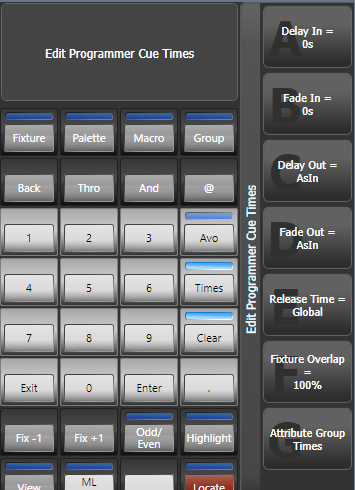 Edit Programmer Cue Times
Fixture
Palette
Macro
Group
Back
Thro
And
@
1
2
3
Avo
4
5
6
Times
7
8
9
Clear
Exit
0
Enter
.
Fix -1
Fix +1
Odd/
Even
Highlight
View
ML
Locate
Edit Programmer Cue Times
A
Delay In =
0s
B
Fade In =
0s
C
Delay Out =
AsIn
D
Fade Out =
AsIn
E
Release Time =
Global
F
Fixture Overlap
=
100%
G
Attribute Group
Times